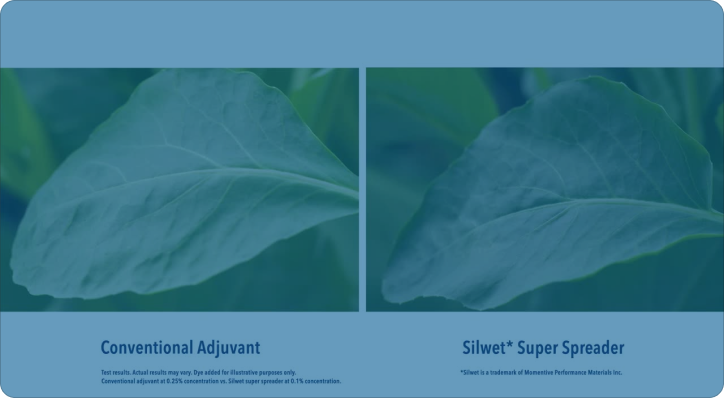 Conventional Adjuvant
Silwet* Super Spreader
Test results. Actual results may vary. Dye added for illustrative purposes only.
Conventional adjuvant at 0.25% concentration vs. Silwet super spreader at 0.1% concentration.
*Silwet is a trademark of Momentive Performance Materials Inc.